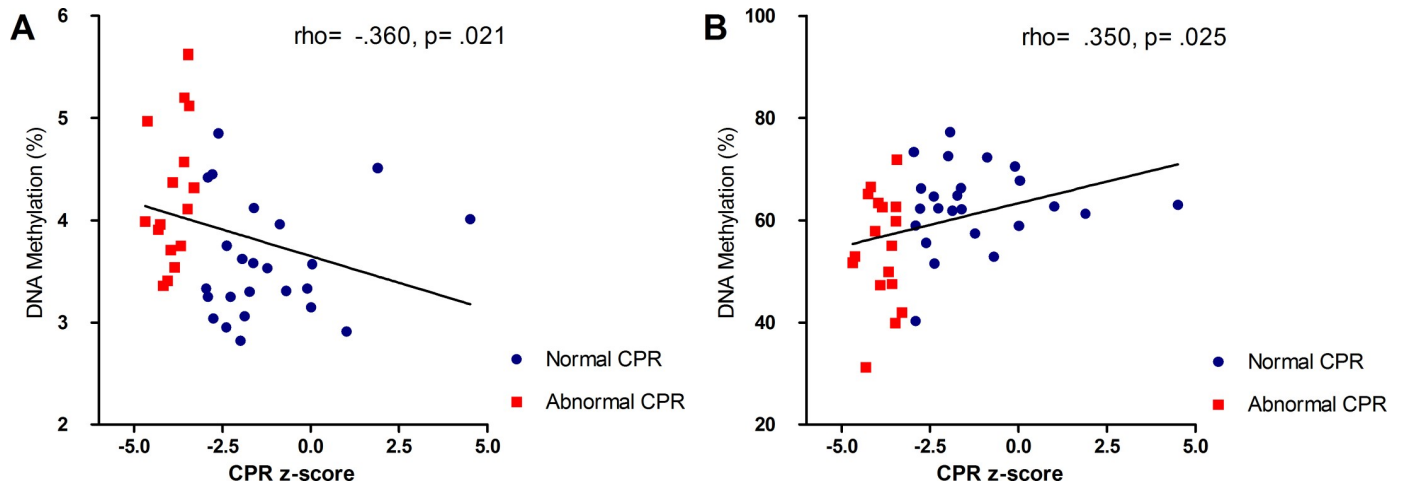 A
rho= -.360, p= .021
DNA Methylation (%)
6
5
4
3
2
-5.0 -2.5 0.0 2.5 5.0
CPR z-score
Normal CPR
Abnormal CPR
B
rho= .350, p= .025
DNA Methylation (%)
100
80
60
40
20
-5.0 -2.5 0.0 2.5 5.0
CPR z-score
Normal CPR
Abnormal CPR